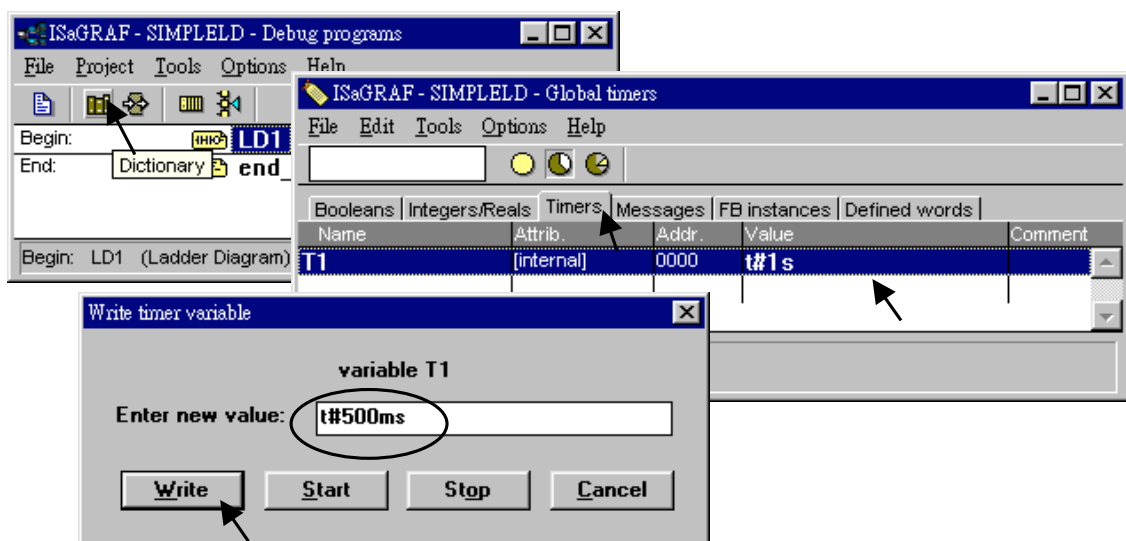 ISaGRAF - SIMPLELD - Debug programs
File Project Tools Options Help
Begin: LD1
End: end_
Dictionary
Begin: LD1 (Ladder Diagram)
ISaGRAF - SIMPLELD - Global timers
File Edit Tools Options Help
Booleans Integers/Reals Timers Messages FB instances Defined words
Name Attrib. Addr. Value Comment
T1 [internal] 0000 t#1s
Write timer variable
variable T1
Enter new value: t#500ms
Write Start Stop Cancel